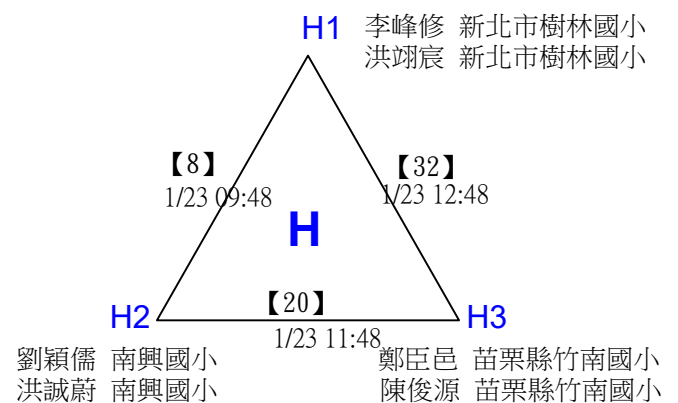 H1 李峰修 新北市樹林國小
洪翊宸 新北市樹林國小
【8】
1/23 09:48
【32】
1/23 12:48
H
【20】
1/23 11:48
H2
H3
劉穎儒 南興國小
洪誠蔚 南興國小
鄭臣邑 苗栗縣竹南國小
陳俊源 苗栗縣竹南國小